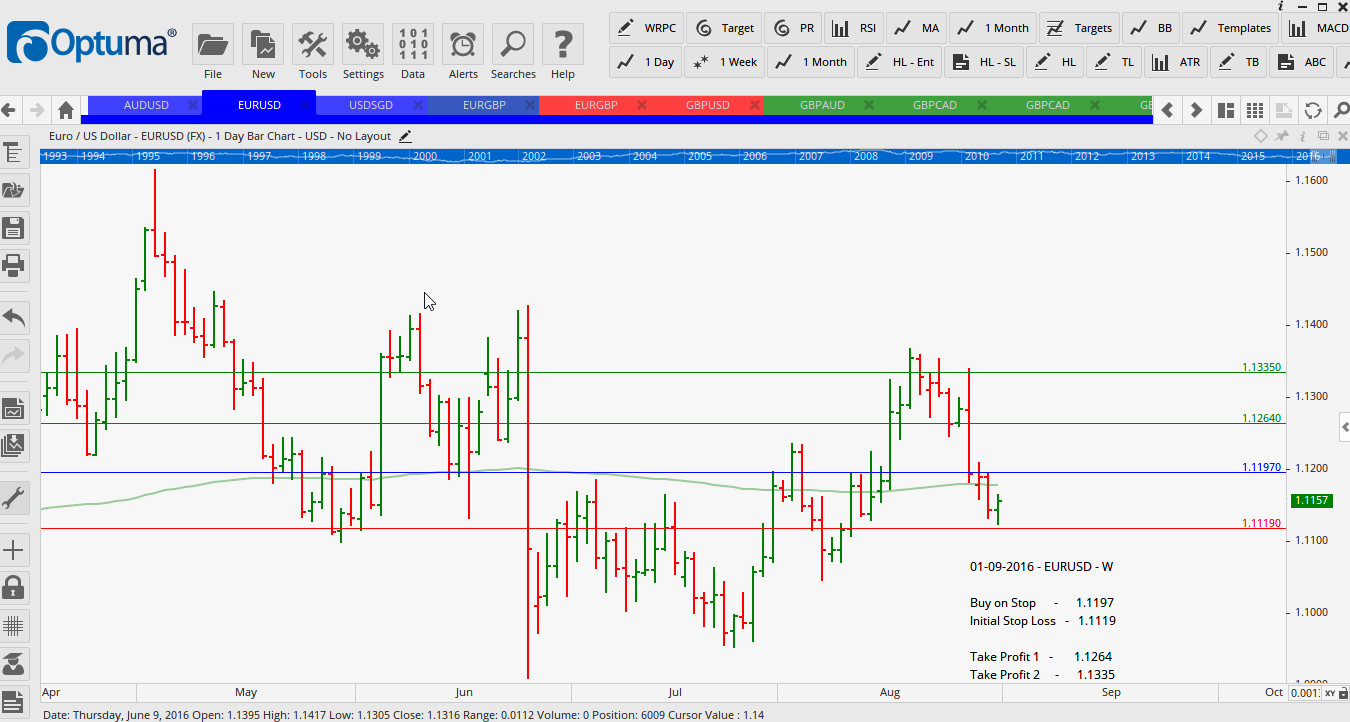 i
Optuma®
File New Tools Settings Data Alerts Searches Help
WRPC Target PR RSI MA 1 Month Targets BB Templates MACD
1 Day 1 Week 1 Month HL - Ent HL - SL HL TL ATR TB ABC
AUDUSD EURUSD USDSGD EURGBP EURGBP GBPUSD GBPAUD GBPCAD GBPCAD GE
Euro / US Dollar - EURUSD (FX) - 1 Day Bar Chart - USD - No Layout
1993 1994 1995 1996 1997 1998 1999 2000 2001 2002 2003 2004 2005 2006 2007 2008 2009 2010 2011 2012 2013 2014 2015 2016
1.1600
1.1500
1.1400
1.13350
1.1300
1.12640
1.11970
1.1200
1.1157
1.11190
1.1100
01-09-2016 - EURUSD - W
Buy on Stop - 1.1197
1.1000
Initial Stop Loss - 1.1119
Take Profit 1 - 1.1264
Take Profit 2 - 1.1335
Apr May Jun Jul Aug Sep Oct XY
Date: Thursday, June 9, 2016 Open: 1.1395 High: 1.1417 Low: 1.1305 Close: 1.1316 Range: 0.0112 Volume: 0 Position: 6009 Cursor Value : 1.14